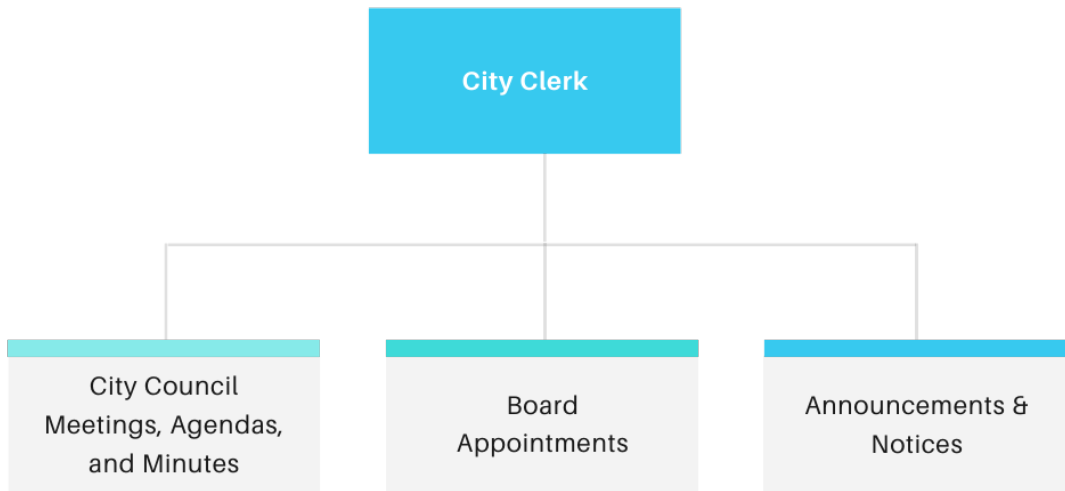 City Clerk
City Council
Meetings, Agendas,
and Minutes
Board
Appointments
Announcements &
Notices